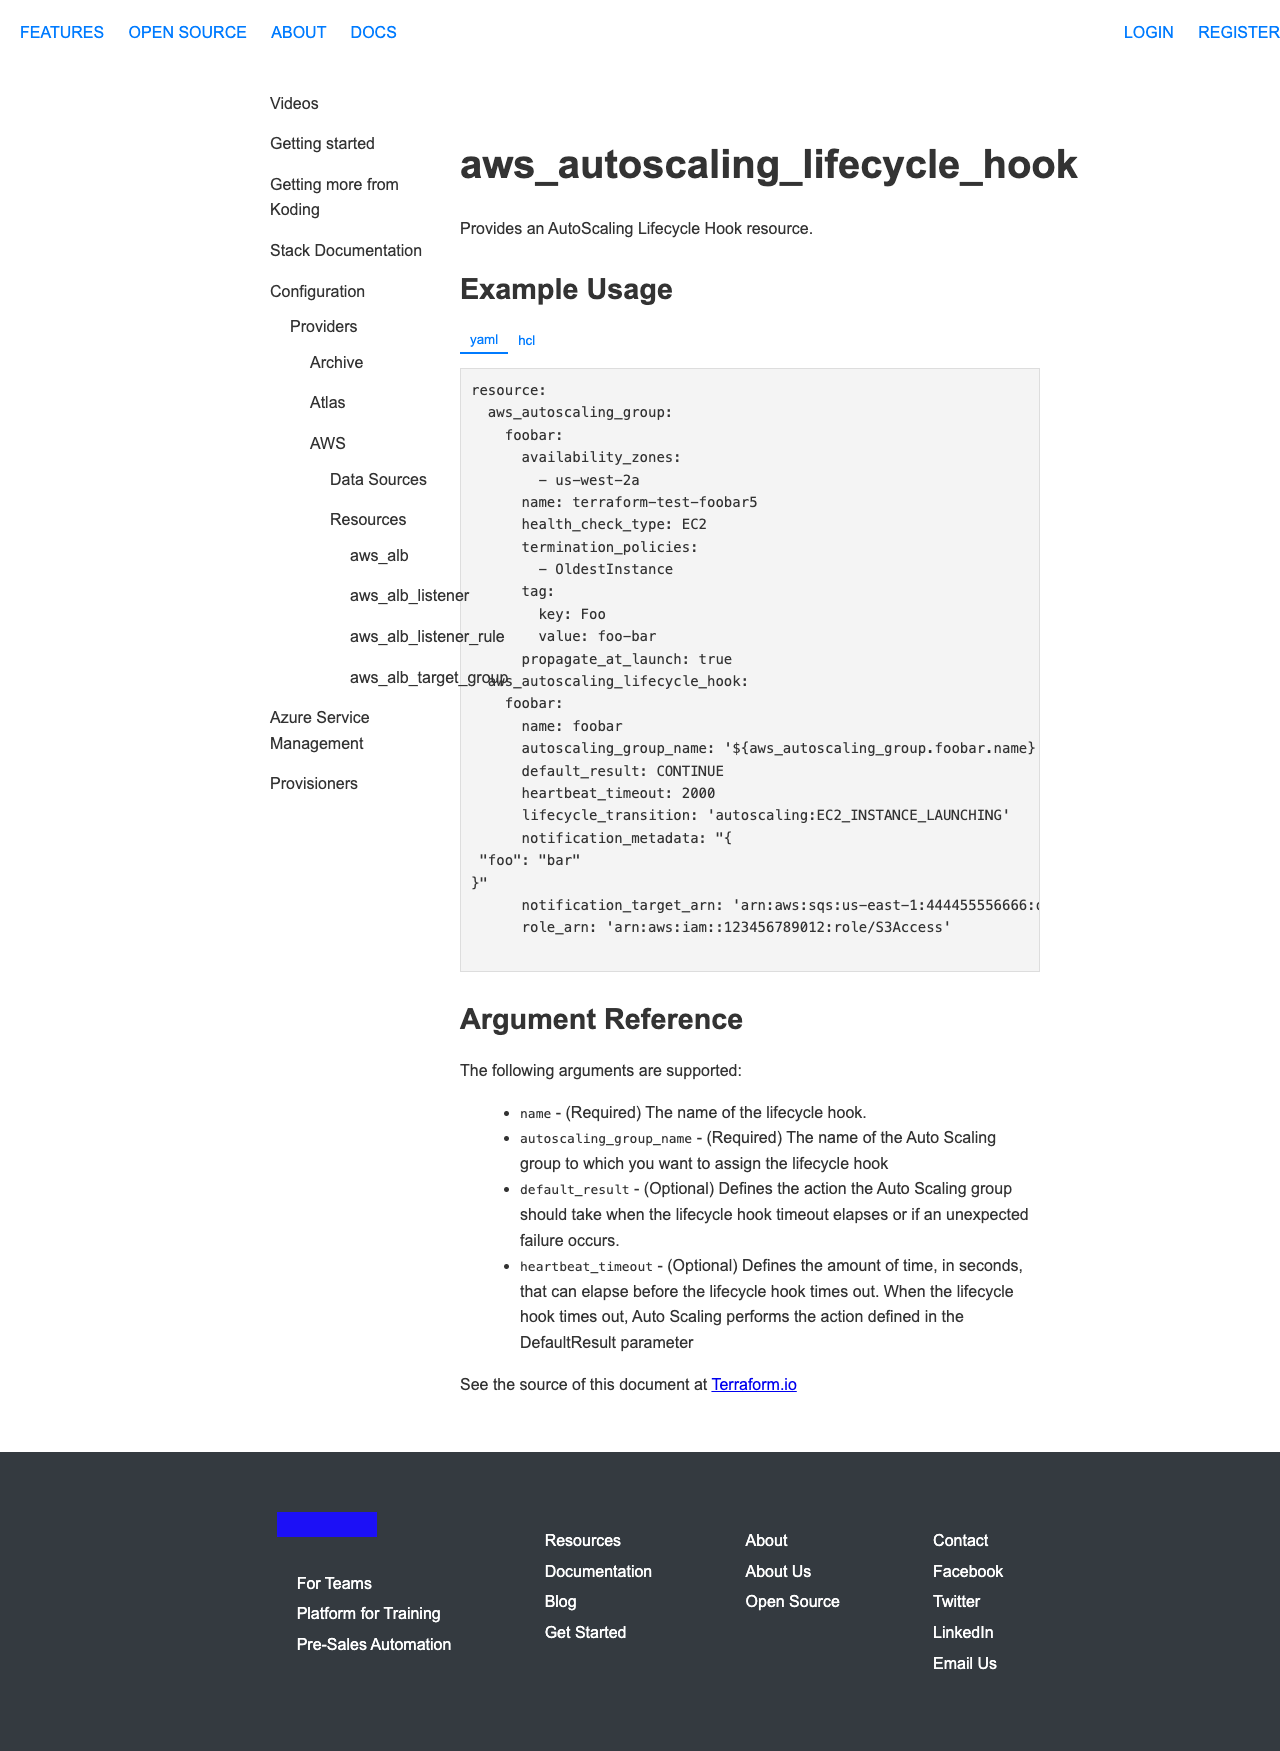 FEATURES OPEN SOURCE ABOUT DOCS LOGIN REGISTER
Videos
Getting started
Getting more from
Koding
Stack Documentation
Configuration
Providers
Archive
Atlas
AWS
Data Sources
Resources
aws_alb
aws_alb_listener
aws_alb_listener_rule
aws_alb_target_group
Azure Service
Management
Provisioners
aws_autoscaling_lifecycle_hook
Provides an AutoScaling Lifecycle Hook resource.
Example Usage
yaml hcl
resource:
  aws_autoscaling_group:
    foobar:
      availability_zones:
        - us-west-2a
      name: terraform-test-foobar5
      health_check_type: EC2
      termination_policies:
        - OldestInstance
      tag:
        key: Foo
        value: foo-bar
      propagate_at_launch: true
  aws_autoscaling_lifecycle_hook:
    foobar:
      name: foobar
      autoscaling_group_name: '${aws_autoscaling_group.foobar.name}
      default_result: CONTINUE
      heartbeat_timeout: 2000
      lifecycle_transition: 'autoscaling:EC2_INSTANCE_LAUNCHING'
      notification_metadata: "{
 "foo": "bar"
}"
      notification_target_arn: 'arn:aws:sqs:us-east-1:444455556666:
      role_arn: 'arn:aws:iam::123456789012:role/S3Access'
Argument Reference
The following arguments are supported:
• name - (Required) The name of the lifecycle hook.
• autoscaling_group_name - (Required) The name of the Auto Scaling
group to which you want to assign the lifecycle hook
• default_result - (Optional) Defines the action the Auto Scaling group
should take when the lifecycle hook timeout elapses or if an unexpected
failure occurs.
• heartbeat_timeout - (Optional) Defines the amount of time, in seconds,
that can elapse before the lifecycle hook times out. When the lifecycle
hook times out, Auto Scaling performs the action defined in the
DefaultResult parameter
See the source of this document at Terraform.io
For Teams
Platform for Training
Pre-Sales Automation
Resources
Documentation
Blog
Get Started
About
About Us
Open Source
Contact
Facebook
Twitter
LinkedIn
Email Us